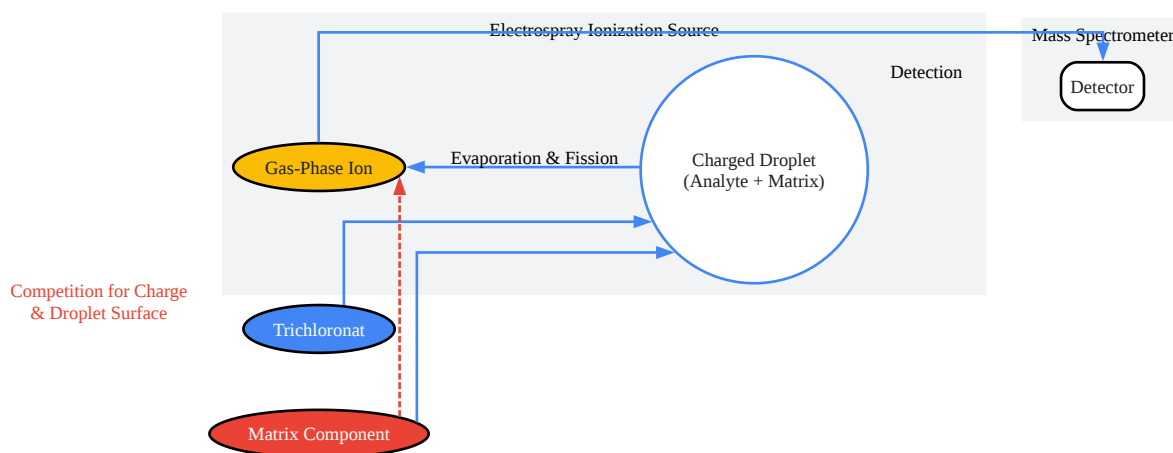 Electrospray Ionization Source
Mass Spectrometer
Detection
Detector
Gas-Phase Ion
Evaporation & Fission
Charged Droplet
(Analyte + Matrix)
Competition for Charge
& Droplet Surface
Trichloronat
Matrix Component